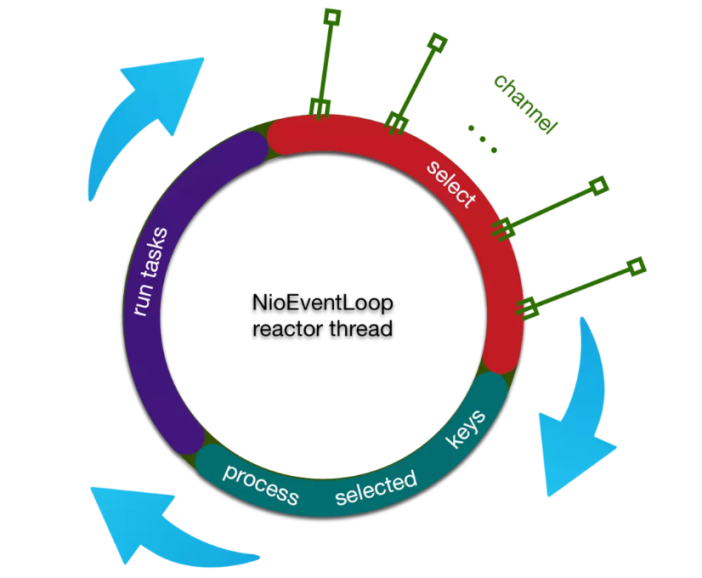 channel
select
run tasks
NioEventLoop
reactor thread
keys
process selected